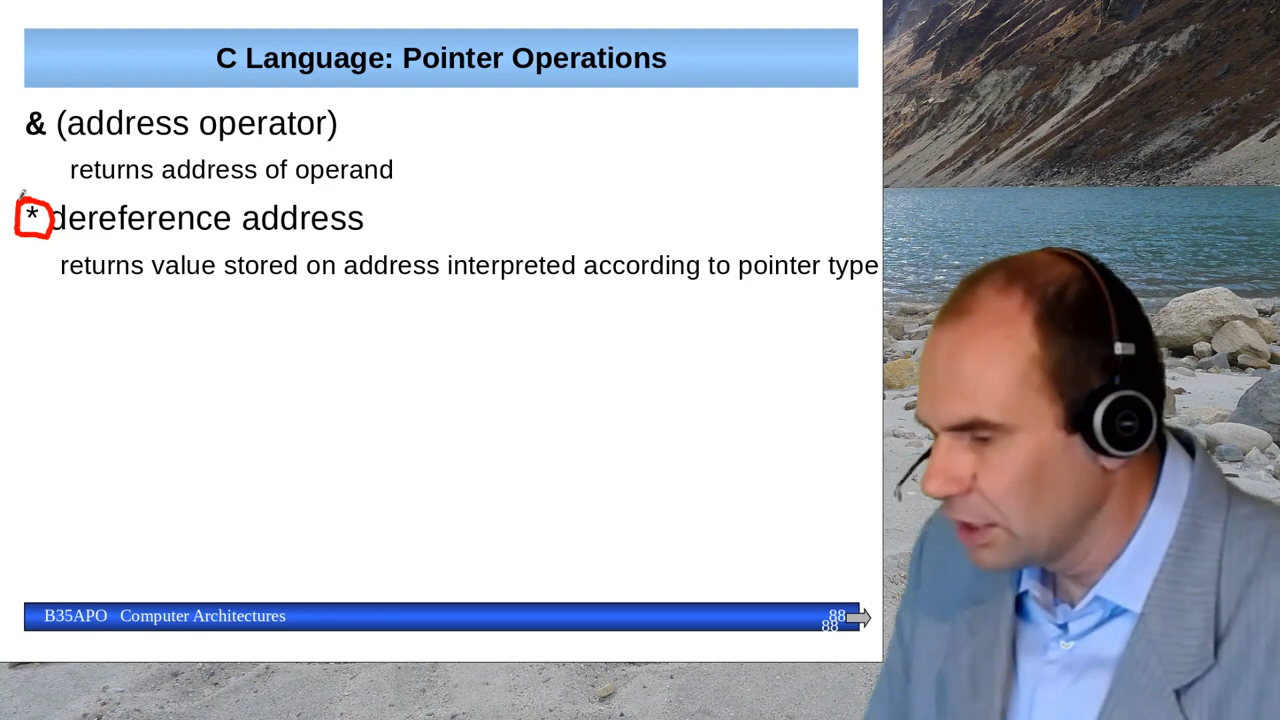 C Language: Pointer Operations
& (address operator)
returns address of operand
* dereference address
returns value stored on address interpreted according to pointer type
B35APO Computer Architectures
88
88